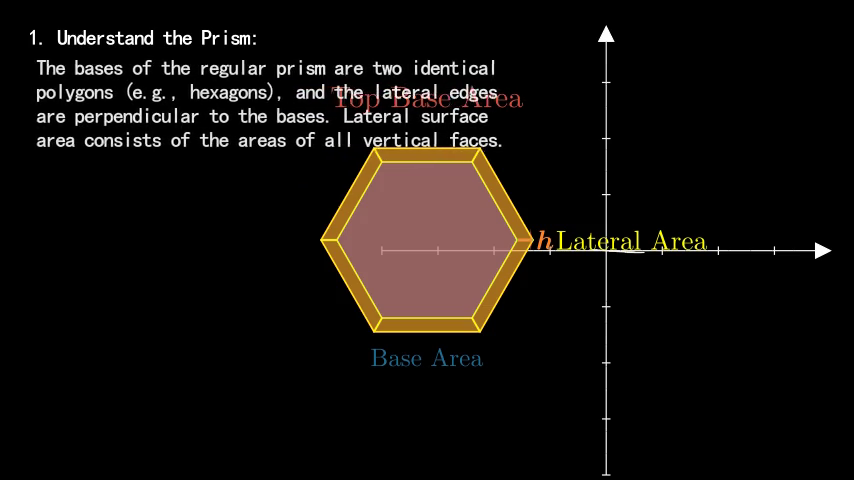 1. Understand the Prism:
The bases of the regular prism are two identical
polygons (e.g., hexagons), and the lateral edges
are perpendicular to the bases. Lateral surface
area consists of the areas of all vertical faces.
Top Base Area
h
Lateral Area
Base Area